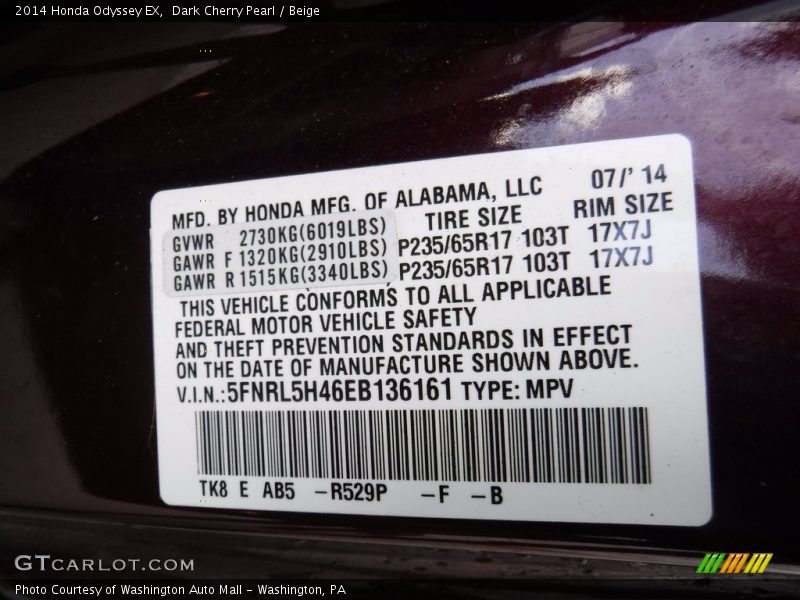 2014 Honda Odyssey EX, Dark Cherry Pearl / Beige
MFD. BY HONDA MFG. OF ALABAMA, LLC 07/' 14
TIRE SIZE RIM SIZE
GVWR 2730KG(6019LBS)
GAWR F 1320KG(2910LBS) P235/65R17 103T 17X7J
GAWR R 1515KG(3340LBS) P235/65R17 103T 17X7J
THIS VEHICLE CONFORMS TO ALL APPLICABLE
FEDERAL MOTOR VEHICLE SAFETY
AND THEFT PREVENTION STANDARDS IN EFFECT
ON THE DATE OF MANUFACTURE SHOWN ABOVE.
V.I.N.:5FNRL5H46EB136161 TYPE: MPV
TK8 E AB5 -R529P -F -B
GTCARLOT.COM
Photo Courtesy of Washington Auto Mall - Washington, PA